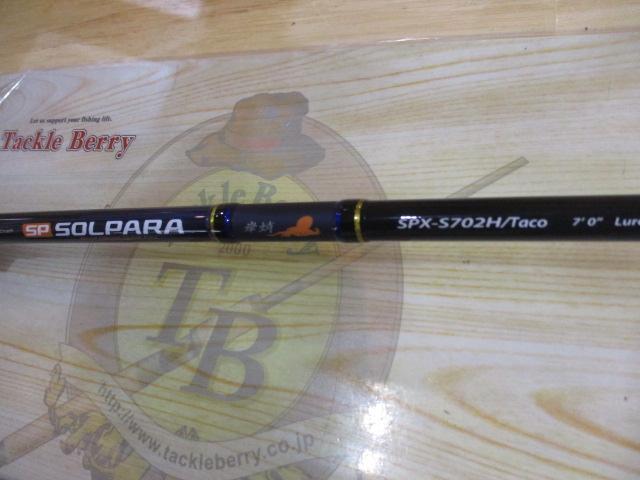 Let us support your fishing life.
Tackle Berry
SP SOLPARA
SPX-S702H/Taco 7'0" Lure
2000
TB
http://www.tackleberry.co.jp